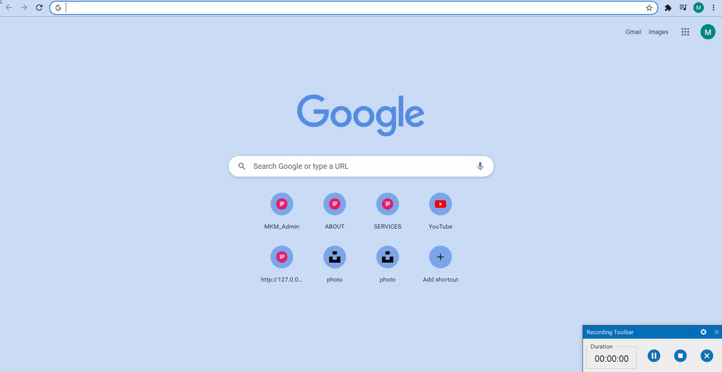 M
Gmail Images M
Google
Search Google or type a URL
MKM_Admin ABOUT SERVICES YouTube
http://127.0.0... photo photo Add shortcut
Recording Toolbar
Duration
00:00:00